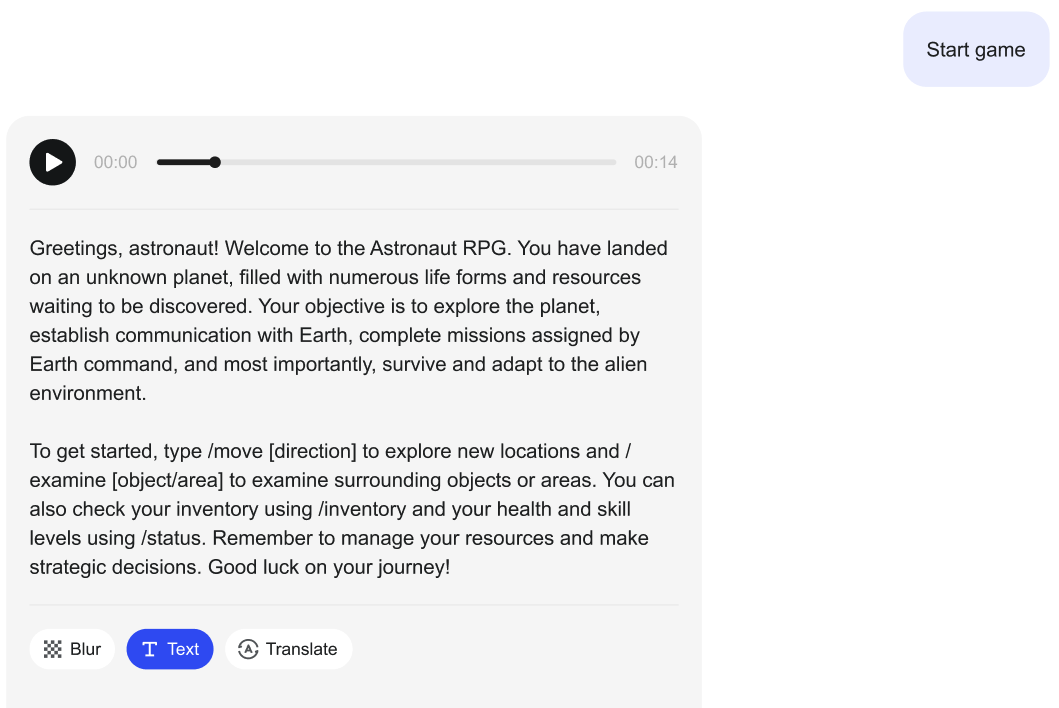 Start game
00:00
00:14
Greetings, astronaut! Welcome to the Astronaut RPG. You have landed
on an unknown planet, filled with numerous life forms and resources
waiting to be discovered. Your objective is to explore the planet,
establish communication with Earth, complete missions assigned by
Earth command, and most importantly, survive and adapt to the alien
environment.
To get started, type /move [direction] to explore new locations and /
examine [object/area] to examine surrounding objects or areas. You can
also check your inventory using /inventory and your health and skill
levels using /status. Remember to manage your resources and make
strategic decisions. Good luck on your journey!
Blur
T Text
A Translate